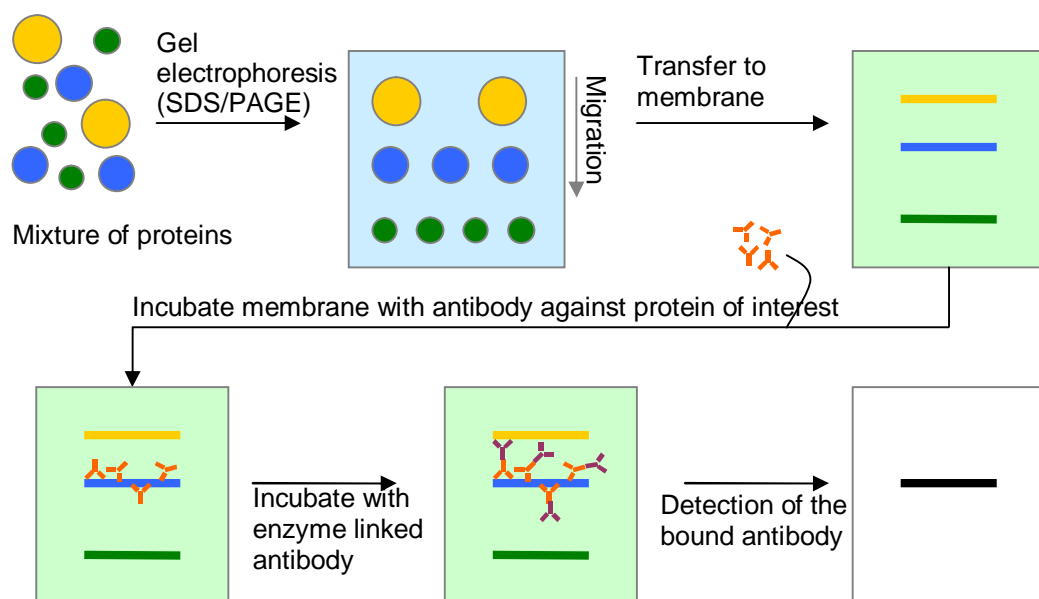 Gel
electrophoresis
(SDS/PAGE)
Migration
Transfer to
membrane
Mixture of proteins
Incubate membrane with antibody against protein of interest
Incubate with
enzyme linked
antibody
Detection of the
bound antibody